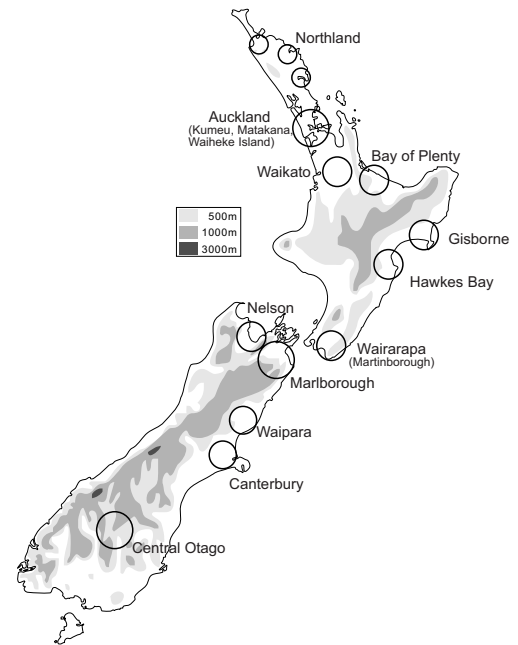 Northland
Auckland
(Kumeu, Matakana,
Waiheke Island)
Bay of Plenty
Waikato
500m
1000m
3000m
Gisborne
Hawkes Bay
Nelson
Wairarapa
(Martinborough)
Marlborough
Waipara
Canterbury
Central Otago